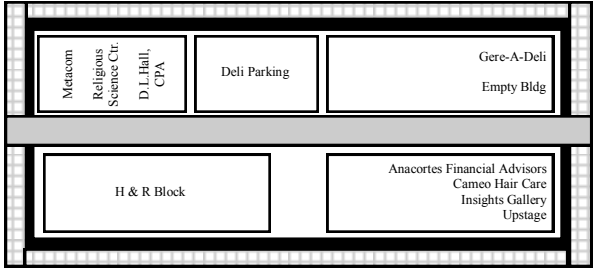 Metacom
Religious
Science Ctr.
D.L.Hall,
CPA
Deli Parking
Gere-A-Deli
Empty Bldg
H & R Block
Anacortes Financial Advisors
Cameo Hair Care
Insights Gallery
Upstage